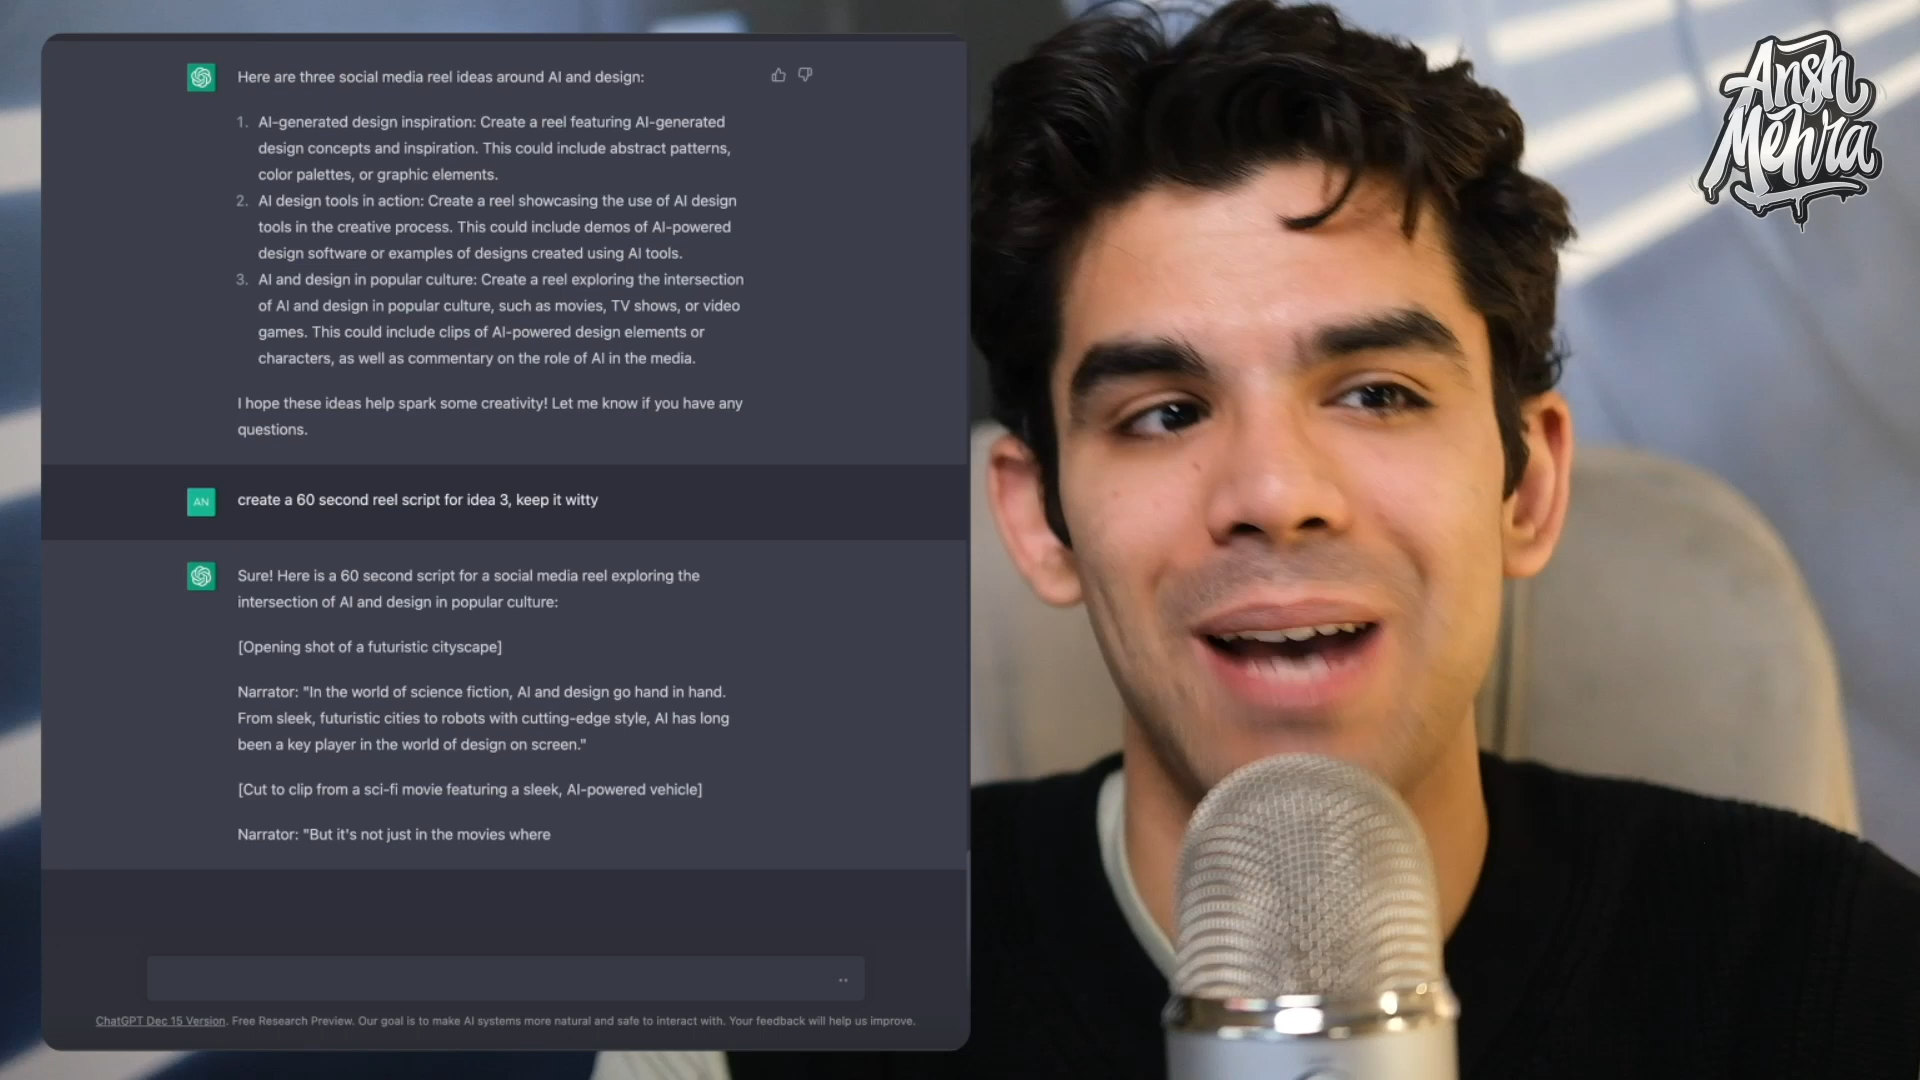 Here are three social media reel ideas around AI and design:
1. AI-generated design inspiration: Create a reel featuring AI-generated
design concepts and inspiration. This could include abstract patterns,
color palettes, or graphic elements.
2. AI design tools in action: Create a reel showcasing the use of AI design
tools in the creative process. This could include demos of AI-powered
design software or examples of designs created using AI tools.
3. AI and design in popular culture: Create a reel exploring the intersection
of AI and design in popular culture, such as movies, TV shows, or video
games. This could include clips of AI-powered design elements or
characters, as well as commentary on the role of AI in the media.
I hope these ideas help spark some creativity! Let me know if you have any
questions.
AN
create a 60 second reel script for idea 3, keep it witty
Sure! Here is a 60 second script for a social media reel exploring the
intersection of AI and design in popular culture:
[Opening shot of a futuristic cityscape]
Narrator: "In the world of science fiction, AI and design go hand in hand.
From sleek, futuristic cities to robots with cutting-edge style, AI has long
been a key player in the world of design on screen."
[Cut to clip from a sci-fi movie featuring a sleek, AI-powered vehicle]
Narrator: "But it's not just in the movies where
ChatGPT Dec 15 Version. Free Research Preview. Our goal is to make AI systems more natural and safe to interact with. Your feedback will help us improve.
Ansh
Mehra